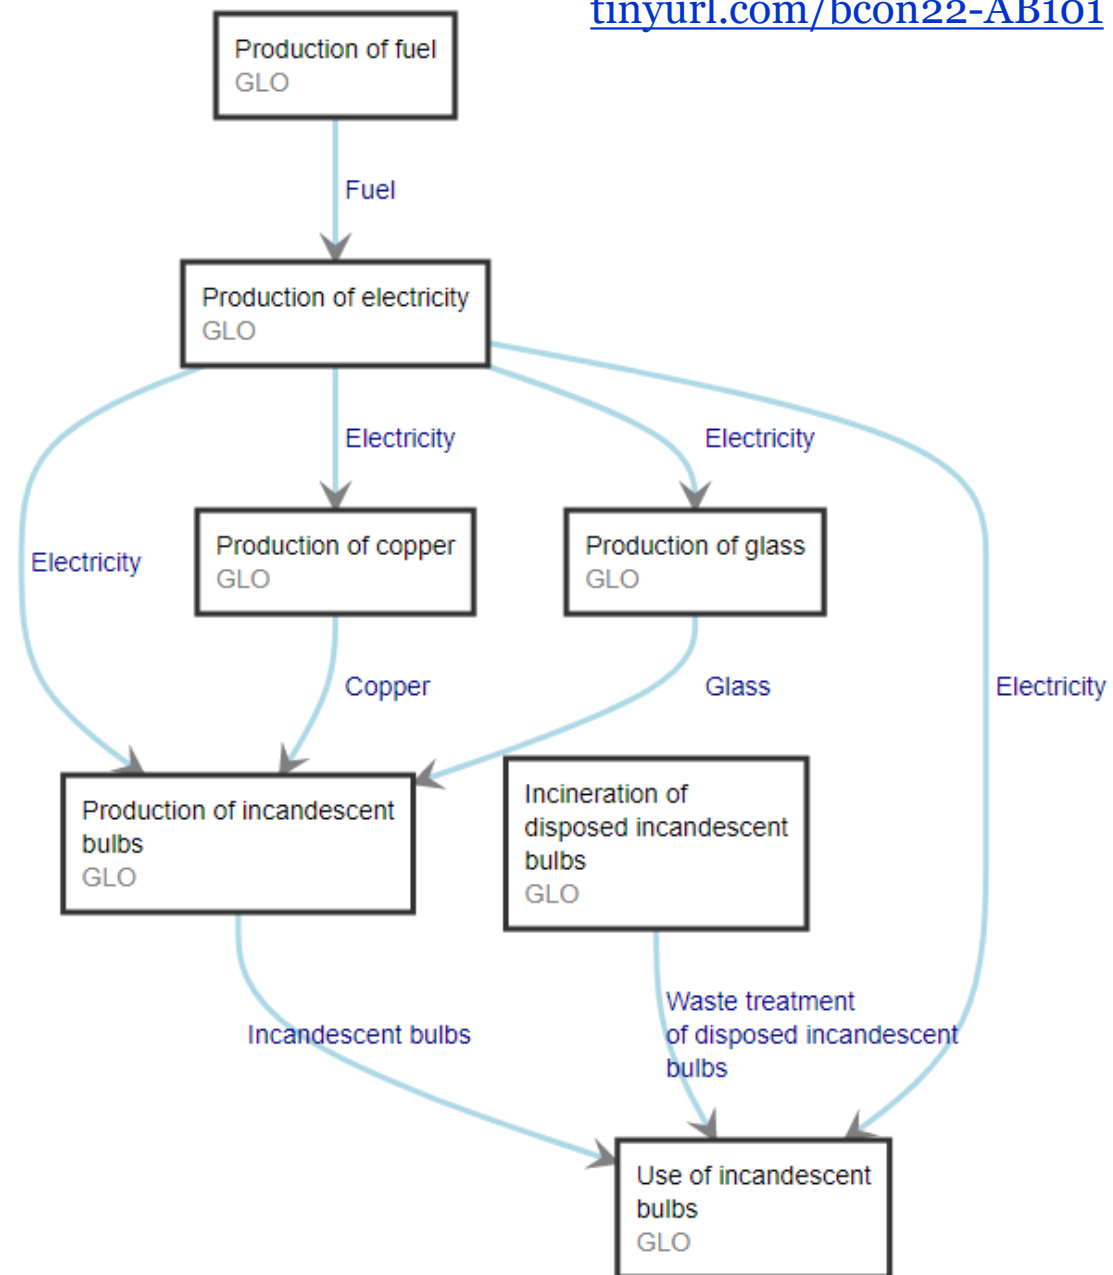 tinyurl.com/bcon22-AB101
Production of fuel
GLO
Fuel
Production of electricity
GLO
Electricity
Electricity
Production of copper
GLO
Production of glass
GLO
Electricity
Copper
Glass
Electricity
Production of incandescent
bulbs
GLO
Incineration of
disposed incandescent
bulbs
GLO
Waste treatment
of disposed incandescent
bulbs
Incandescent bulbs
Use of incandescent
bulbs
GLO